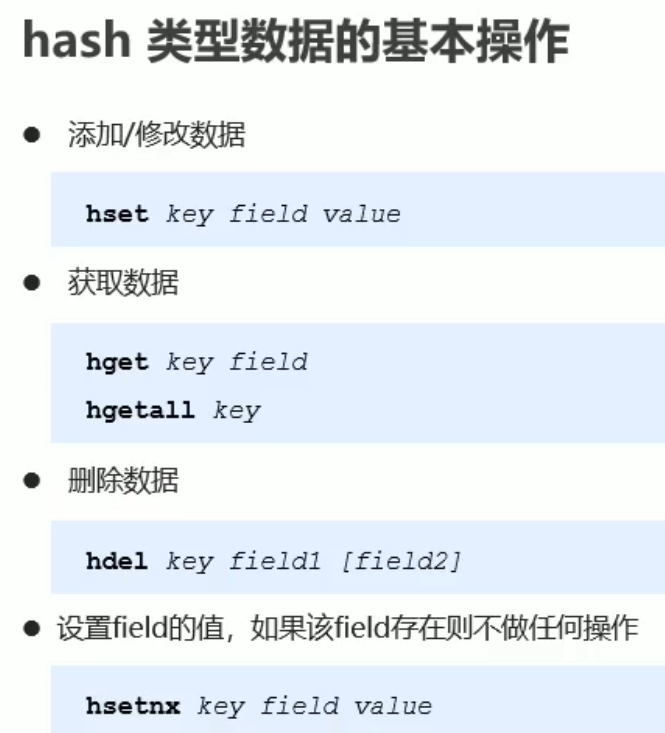 hash 类型数据的基本操作
● 添加/修改数据
hset key field value
● 获取数据
hget key field
hgetall key
● 删除数据
hdel key field1 [field2]
● 设置field的值，如果该field存在则不做任何操作
hsetnx key field value